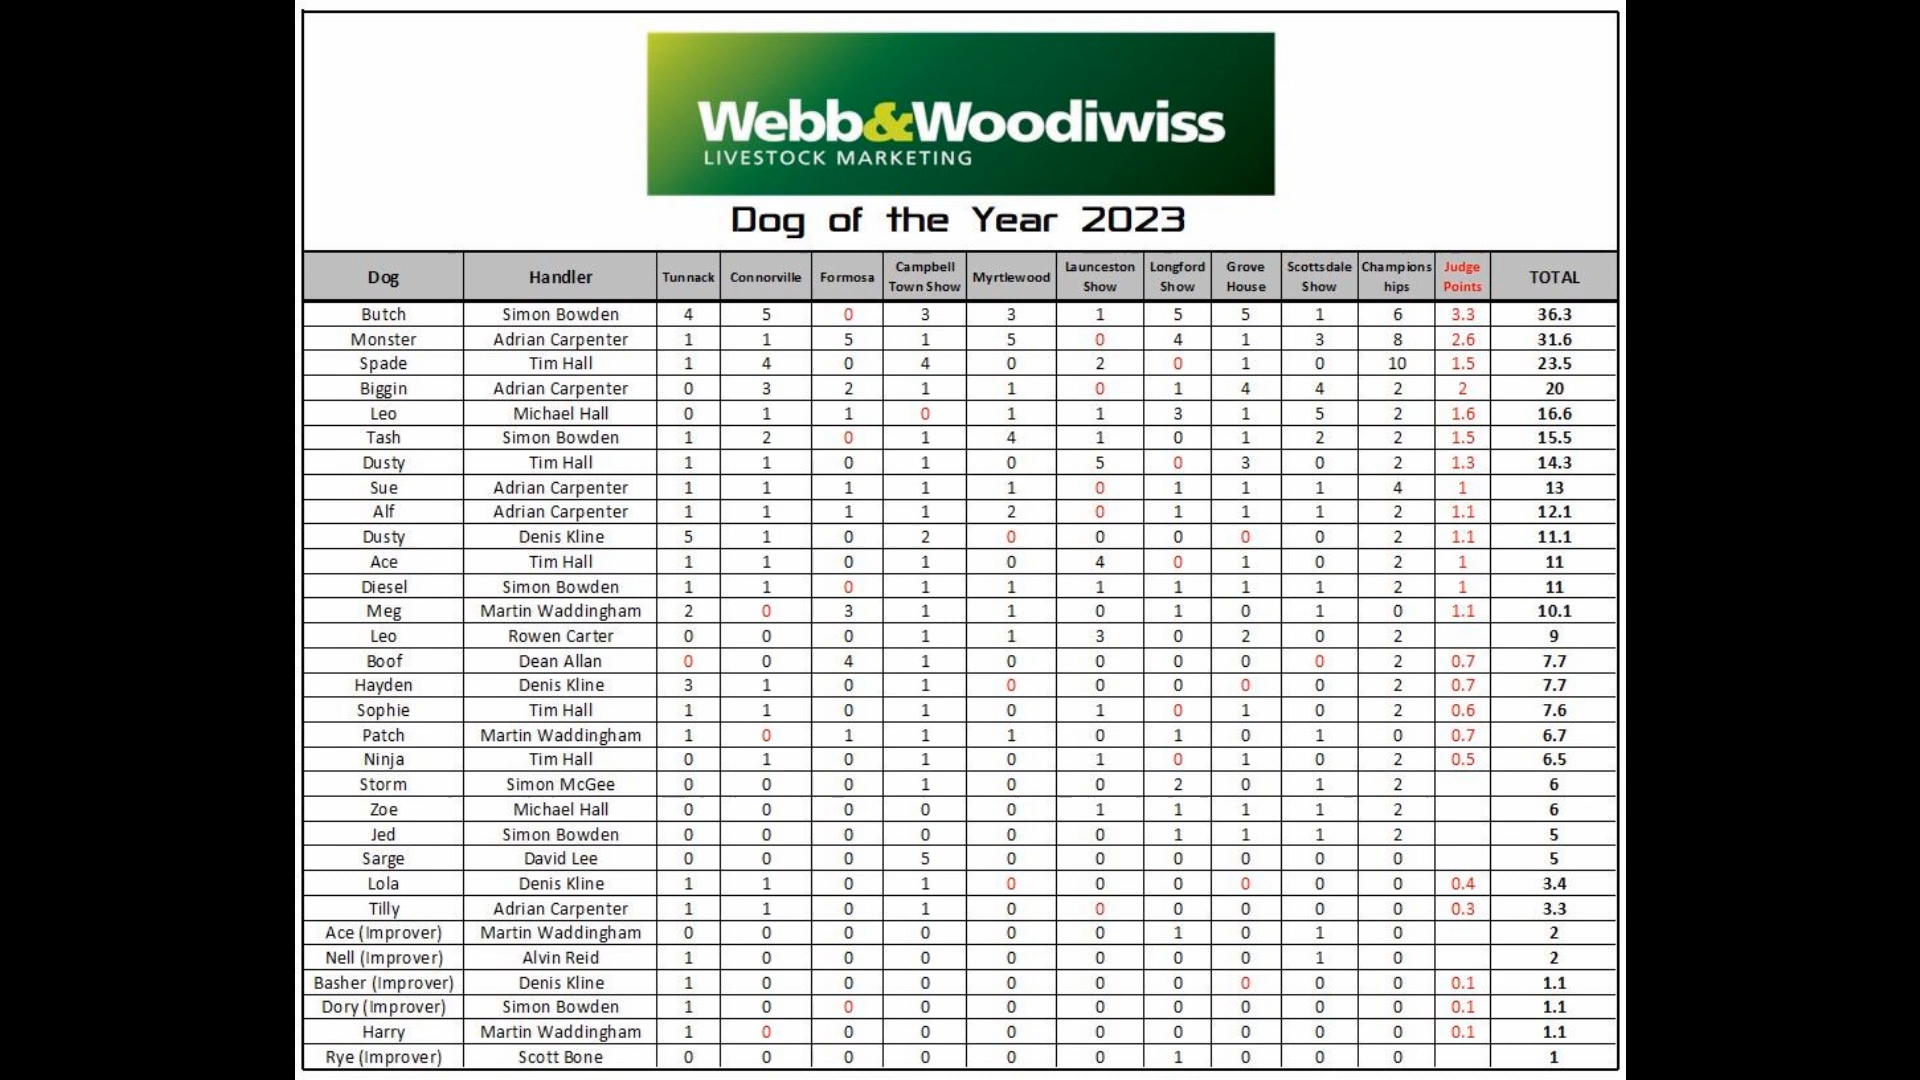 Webb&Woodiwiss
LIVESTOCK MARKETING
Dog of the Year 2023
Dog Handler Tunnack Connorville Formosa Campbell Town Show Myrtlewood Launceston Show Longford Show Grove House Scottsdale Show Champions hips Judge Points TOTAL
Butch Simon Bowden 4 5 0 3 3 1 5 5 1 6 3.3 36.3
Monster Adrian Carpenter 1 1 5 1 5 0 4 1 3 8 2.6 31.6
Spade Tim Hall 1 4 0 4 0 2 0 1 0 10 1.5 23.5
Biggin Adrian Carpenter 0 3 2 1 1 0 1 4 4 2 2 20
Leo Michael Hall 0 1 1 0 1 1 3 1 5 2 1.6 16.6
Tash Simon Bowden 1 2 0 1 4 1 0 1 2 2 1.5 15.5
Dusty Tim Hall 1 1 0 1 0 5 0 3 0 2 1.3 14.3
Sue Adrian Carpenter 1 1 1 1 1 0 1 1 1 4 1 13
Alf Adrian Carpenter 1 1 1 1 2 0 1 1 1 2 1.1 12.1
Dusty Denis Kline 5 1 0 2 0 0 0 0 0 2 1.1 11.1
Ace Tim Hall 1 1 0 1 0 4 0 1 0 2 1 11
Diesel Simon Bowden 1 1 0 1 1 1 1 1 1 2 1 11
Meg Martin Waddingham 2 0 3 1 1 0 1 0 1 0 1.1 10.1
Leo Rowen Carter 0 0 0 1 1 3 0 2 0 2 9
Boof Dean Allan 0 0 4 1 0 0 0 0 0 2 0.7 7.7
Hayden Denis Kline 3 1 0 1 0 0 0 0 0 2 0.7 7.7
Sophie Tim Hall 1 1 0 1 0 1 0 1 0 2 0.6 7.6
Patch Martin Waddingham 1 0 1 1 1 0 1 0 1 0 0.7 6.7
Ninja Tim Hall 0 1 0 1 0 1 0 1 0 2 0.5 6.5
Storm Simon McGee 0 0 0 1 0 0 2 0 1 2 6
Zoe Michael Hall 0 0 0 0 0 1 1 1 1 2 6
Jed Simon Bowden 0 0 0 0 0 0 1 1 1 2 5
Sarge David Lee 0 0 0 5 0 0 0 0 0 0 5
Lola Denis Kline 1 1 0 1 0 0 0 0 0 0 0.4 3.4
Tilly Adrian Carpenter 1 1 0 1 0 0 0 0 0 0 0.3 3.3
Ace (Improver) Martin Waddingham 0 0 0 0 0 0 1 0 1 0 2
Nell (Improver) Alvin Reid 1 0 0 0 0 0 0 0 1 0 2
Basher (Improver) Denis Kline 1 0 0 0 0 0 0 0 0 0 0.1 1.1
Dory (Improver) Simon Bowden 1 0 0 0 0 0 0 0 0 0 0.1 1.1
Harry Martin Waddingham 1 0 0 0 0 0 0 0 0 0 0.1 1.1
Rye (Improver) Scott Bone 0 0 0 0 0 0 1 0 0 0 1